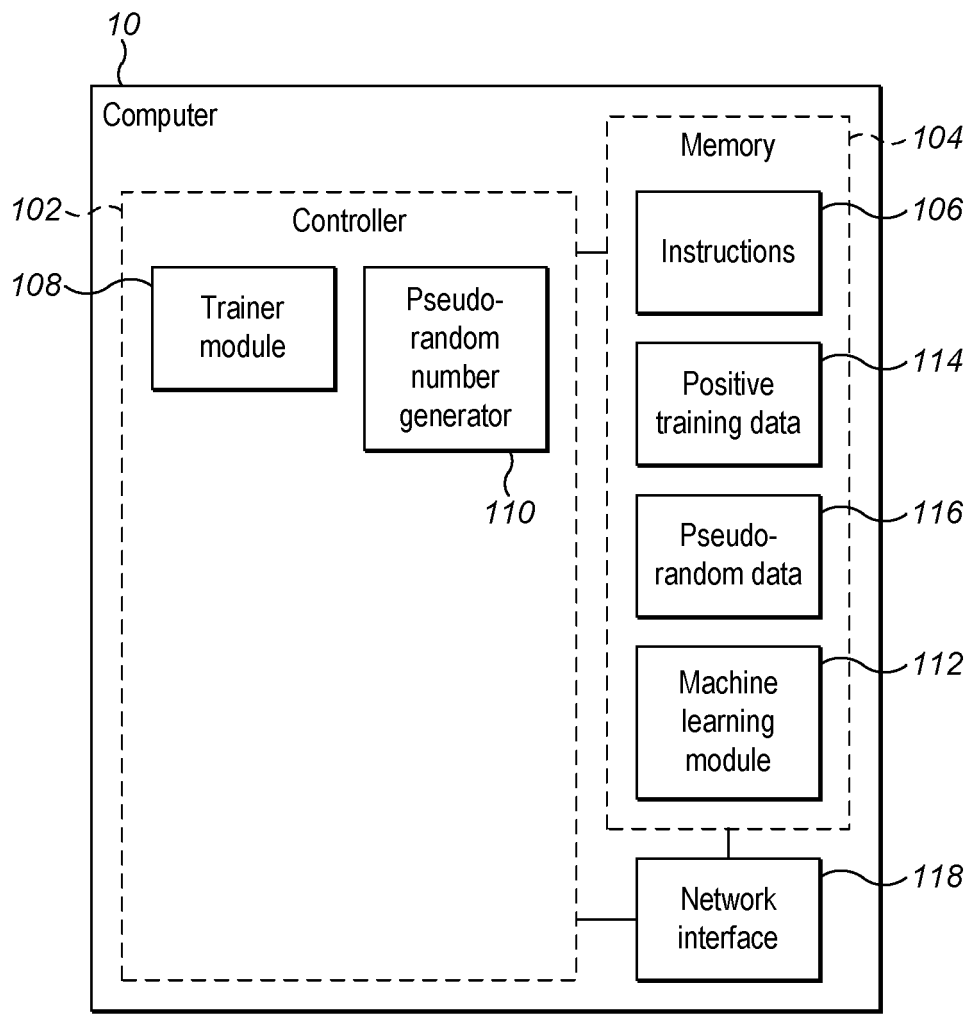 10
Computer
Memory
104
102
Controller
106
Instructions
108
Trainer
module
Pseudo-
random
number
generator
110
Positive
training data
114
Pseudo-
random data
116
Machine
learning
module
112
Network
interface
118